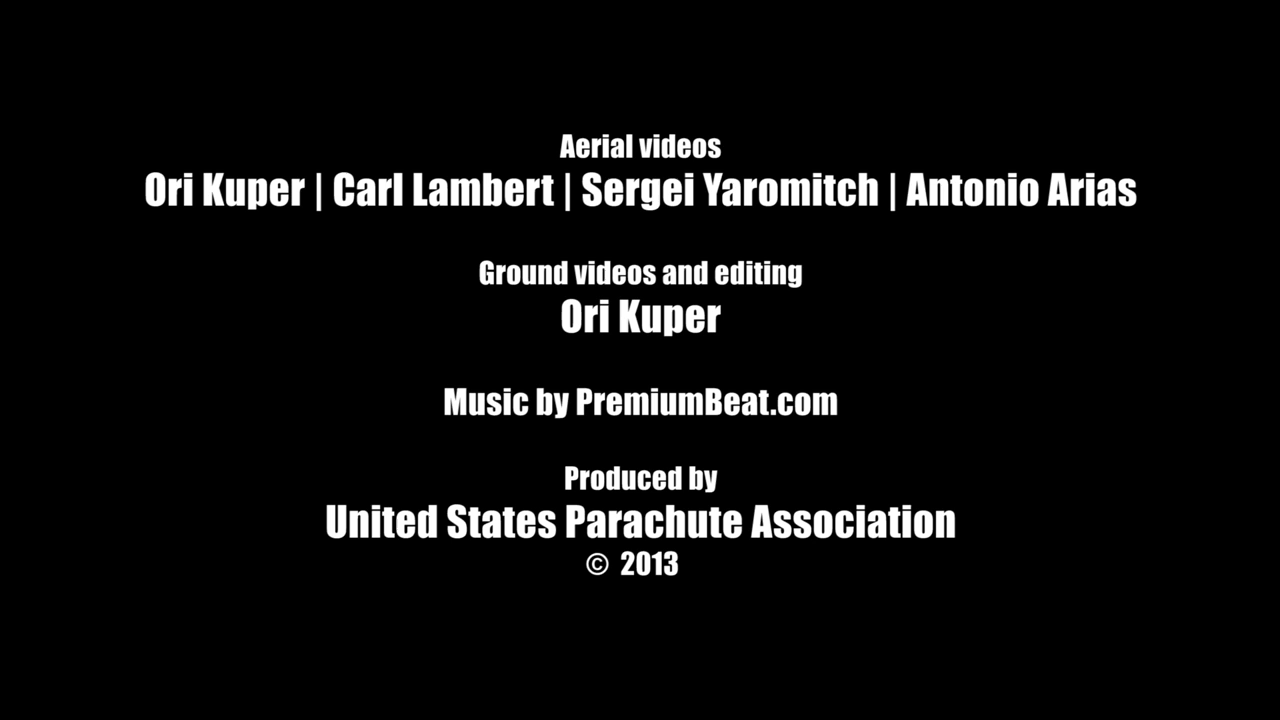 Aerial videos
Ori Kuper | Carl Lambert | Sergei Yaromitch | Antonio Arias
Ground videos and editing
Ori Kuper
Music by PremiumBeat.com
Produced by
United States Parachute Association
© 2013